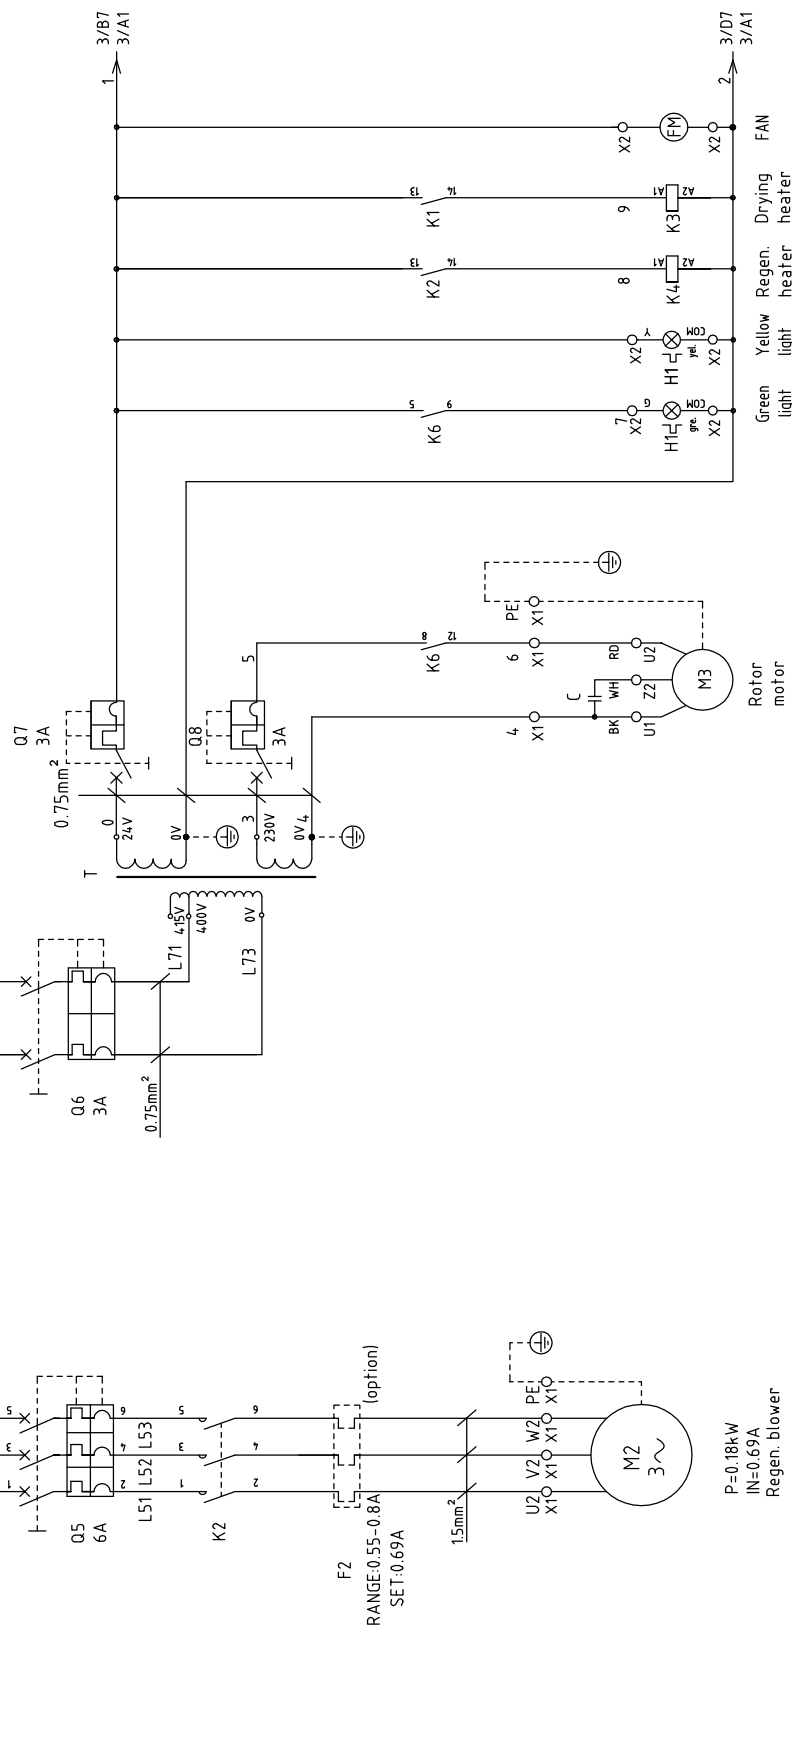 3/B7
3/A1
1
3/D7
3/A1
2
X2
FM
X2
FAN
13
14
K1
9
A1
A2
K3
Drying
heater
13
14
K2
8
A1
A2
K4
Regen.
heater
X2
Y
COM
H1
yel.
X2
Yellow
light
5
9
K6
7
X2
G
COM
H1
gre.
X2
Green
light
PE
X1
5
8
12
K6
6
X1
RD
U2
C
WH
Z2
M3
4
X1
BK
U1
Rotor
motor
Q7
3A
Q8
3A
0.75mm²
0
24V
0V
3
230V
0V
4
T
415V
400V
0V
L71
L73
Q6
3A
0.75mm²
5
3
1
6
4
2
L53
L52
L51
Q5
6A
5
3
1
6
4
2
K2
(option)
F2
RANGE:0.55-0.8A
SET:0.69A
1.5mm²
PE
X1
W2
X1
V2
X1
U2
X1
M2
3~
P=0.18kW
IN=0.69A
Regen. blower